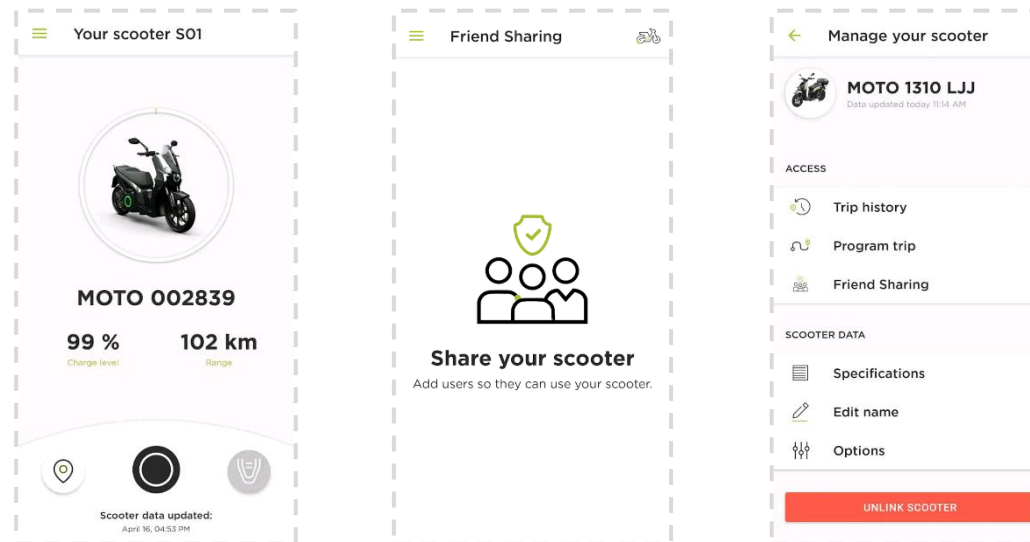 Your scooter S01
MOTO 002839
99 % 102 km
Charge level Range
Scooter data updated:
April 16, 04:53 PM
Friend Sharing
Share your scooter
Add users so they can use your scooter.
Manage your scooter
MOTO 1310 LJJ
Data updated today 11:14 AM
ACCESS
Trip history
Program trip
Friend Sharing
SCOOTER DATA
Specifications
Edit name
Options
UNLINK SCOOTER